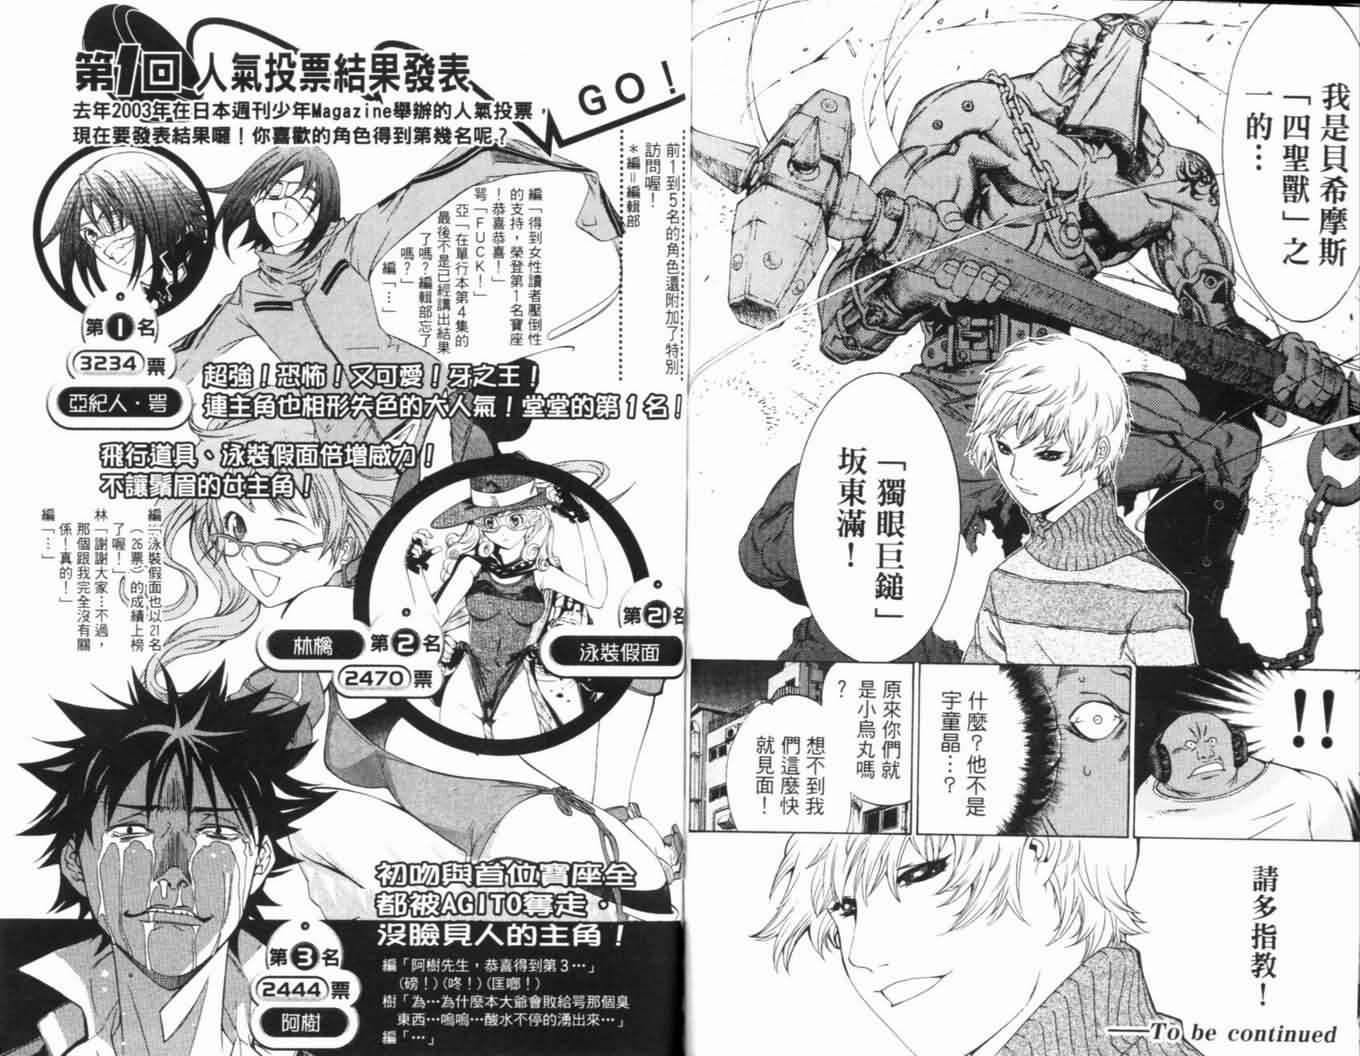 我是貝希摩斯
「四聖獸」之
一的…
「獨眼巨鎚」
坂東滿！
！！
什麼？他不是
宇童晶…？
原來你們就
是小烏丸嗎
？
想不到我
們這麼快
就見面！
請多指教！
To be continued
第1回 人氣投票結果發表
GO！
去年2003年在日本週刊少年Magazine舉辦的人氣投票，
現在要發表結果囉！你喜歡的角色得到第幾名呢？
前1到5名的角色還附加了特別
訪問喔！
＊編＝編輯部
編「得到女性讀者壓倒性
的支持，榮登第1名寶座
！恭喜恭喜！」
咢「FUCK！」
亞「在單行本第4集的
最後不是已經講出結果
了嗎？編輯部忘了
嗎？」
編「…」
第1名
3234票
亞紀人・咢
超強！恐怖！又可愛！牙之王！
連主角也相形失色的大人氣！堂堂的第1名！
飛行道具、泳裝假面倍增威力！
不讓鬚眉的女主角！
編「泳裝假面也以21名
（26票）的成績上榜
了喔！」
林「謝謝大家…不過，
那個跟我完全沒有關
係！真的！」
編「…」
林檎
第2名
2470票
第21名
泳裝假面
初吻與首位寶座全
都被AGITO奪走。
沒臉見人的主角！
第3名
2444票
阿樹
編「阿樹先生，恭喜得到第3…」
（磅！）（咚！）（匡啷！）
樹「為…為什麼本大爺會敗給咢那個臭
東西…嗚嗚…酸水不停的湧出來…」
編「…」